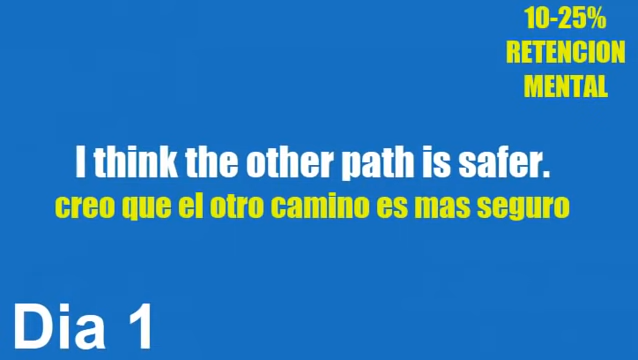 10-25%
RETENCION
MENTAL
I think the other path is safer.
creo que el otro camino es mas seguro
Dia 1